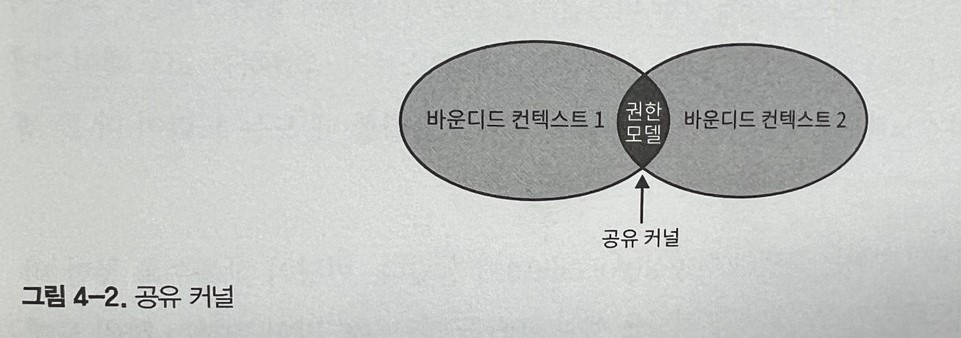 바운디드 컨텍스트 1
권한
모델
바운디드 컨텍스트 2
공유 커널
그림 4-2. 공유 커널